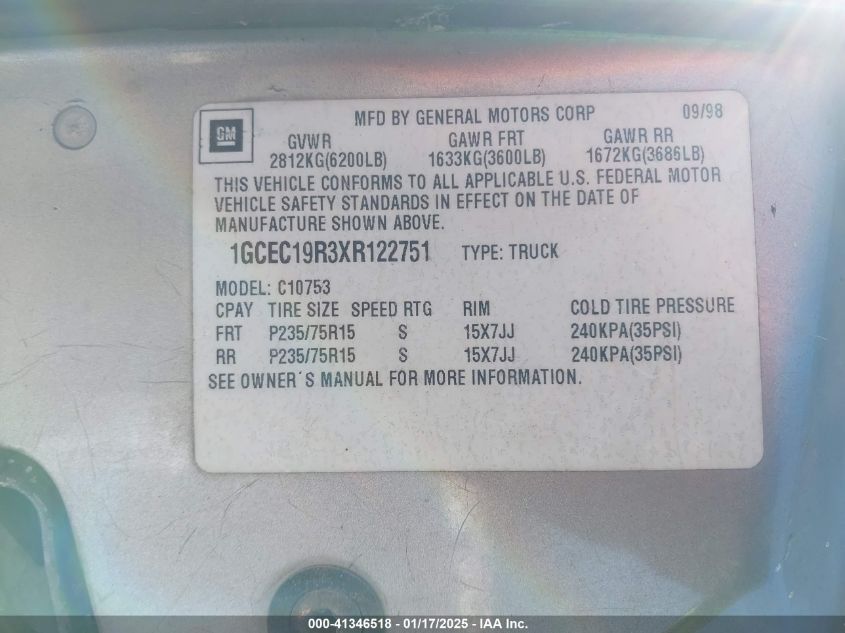 GM
MFD BY GENERAL MOTORS CORP 09/98
GVWR GAWR FRT GAWR RR
2812KG(6200LB) 1633KG(3600LB) 1672KG(3686LB)
THIS VEHICLE CONFORMS TO ALL APPLICABLE U.S. FEDERAL MOTOR
VEHICLE SAFETY STANDARDS IN EFFECT ON THE DATE OF
MANUFACTURE SHOWN ABOVE.
1GCEC19R3XR122751 TYPE: TRUCK
MODEL: C10753
CPAY TIRE SIZE SPEED RTG RIM COLD TIRE PRESSURE
FRT P235/75R15 S 15X7JJ 240KPA(35PSI)
RR P235/75R15 S 15X7JJ 240KPA(35PSI)
SEE OWNER'S MANUAL FOR MORE INFORMATION.
000-41346518 - 01/17/2025 - IAA Inc.